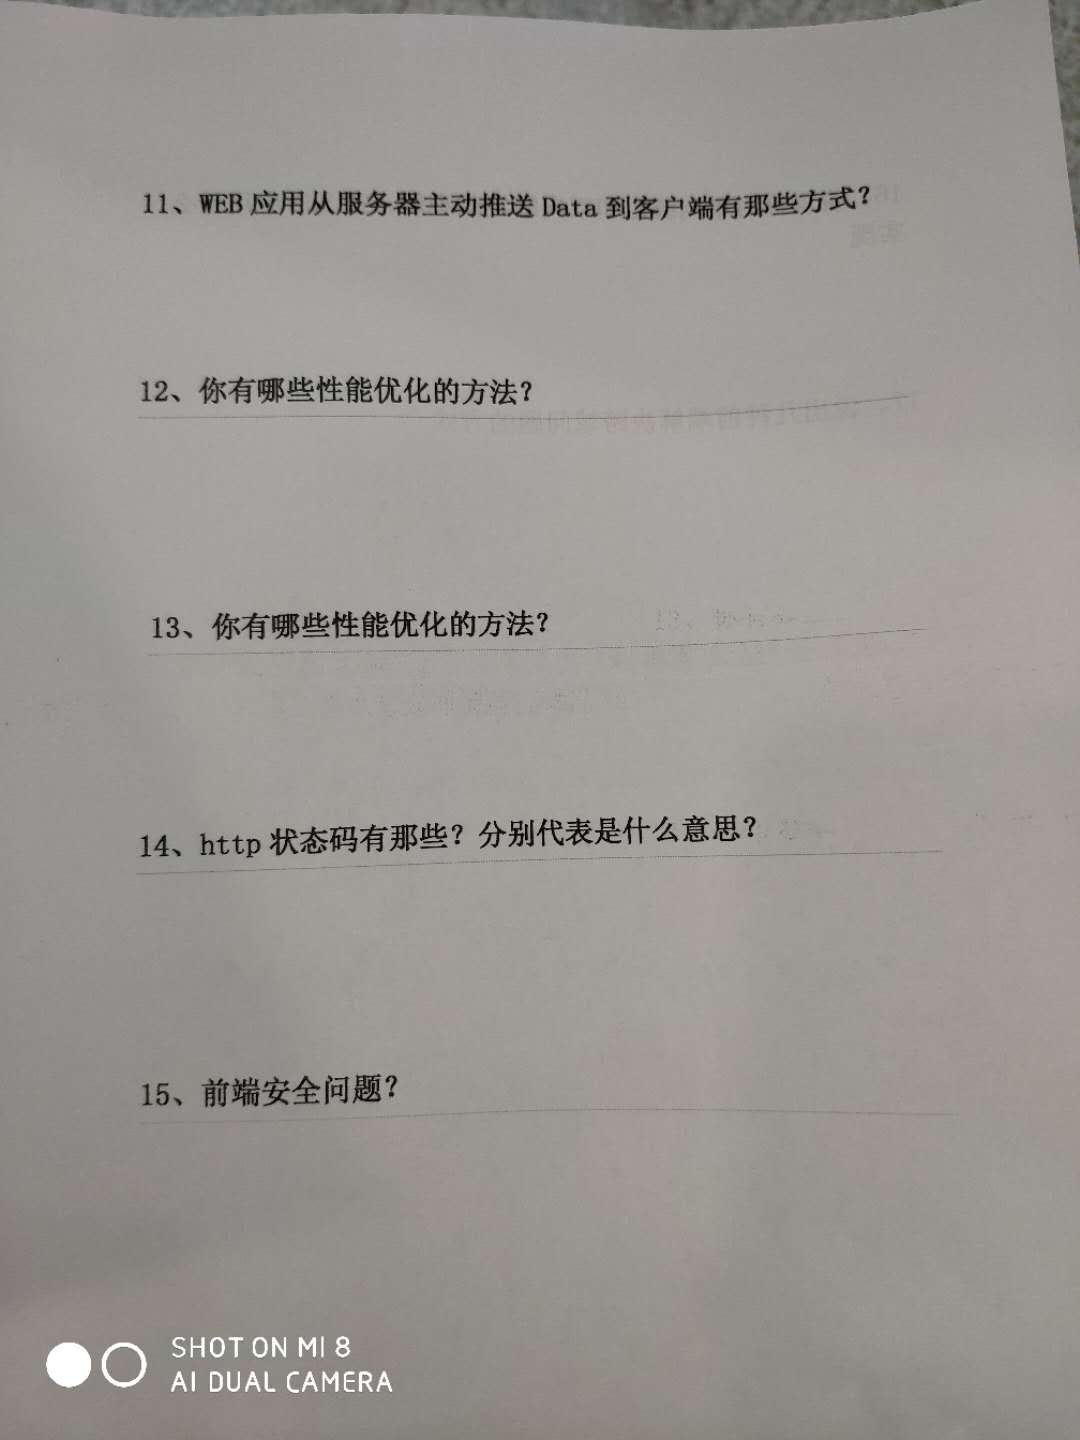 11、WEB 应用从服务器主动推送 Data 到客户端有那些方式？
12、你有哪些性能优化的方法？
13、你有哪些性能优化的方法？
14、http 状态码有那些？分别代表是什么意思？
15、前端安全问题？
SHOT ON MI 8
AI DUAL CAMERA